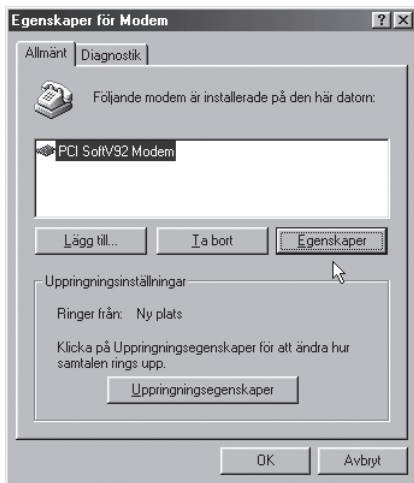 Egenskaper för Modem
Allmänt
Diagnostik
Följande modem är installerade på den här datorn:
PCI SoftV92 Modem
Lägg till...
Ta bort
Egenskaper
Uppringningsinställningar
Ringer från: Ny plats
Klicka på Uppringningsegenskaper för att ändra hur
samtalen rings upp.
Uppringningsegenskaper
OK
Avbryt